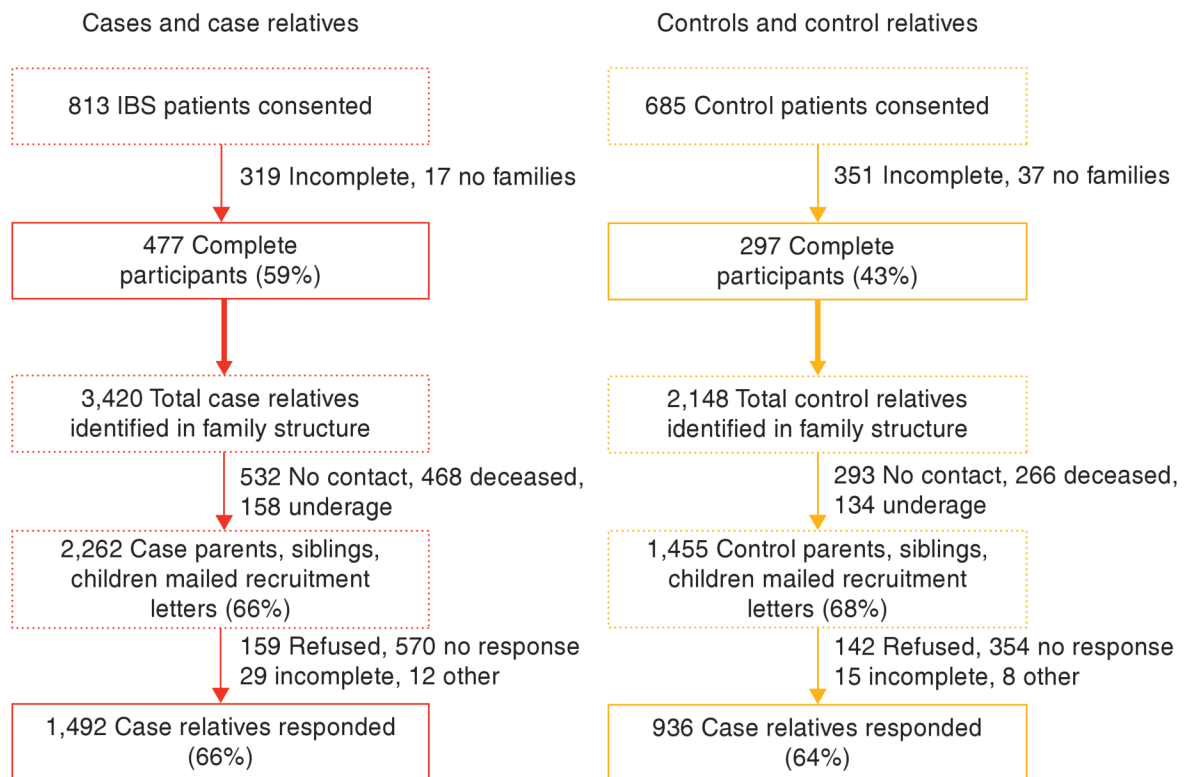 Cases and case relatives
813 IBS patients consented
319 Incomplete, 17 no families
477 Complete
participants (59%)
3,420 Total case relatives
identified in family structure
532 No contact, 468 deceased,
158 underage
2,262 Case parents, siblings,
children mailed recruitment
letters (66%)
159 Refused, 570 no response
29 incomplete, 12 other
1,492 Case relatives responded
(66%)
Controls and control relatives
685 Control patients consented
351 Incomplete, 37 no families
297 Complete
participants (43%)
2,148 Total control relatives
identified in family structure
293 No contact, 266 deceased,
134 underage
1,455 Control parents, siblings,
children mailed recruitment
letters (68%)
142 Refused, 354 no response
15 incomplete, 8 other
936 Case relatives responded
(64%)